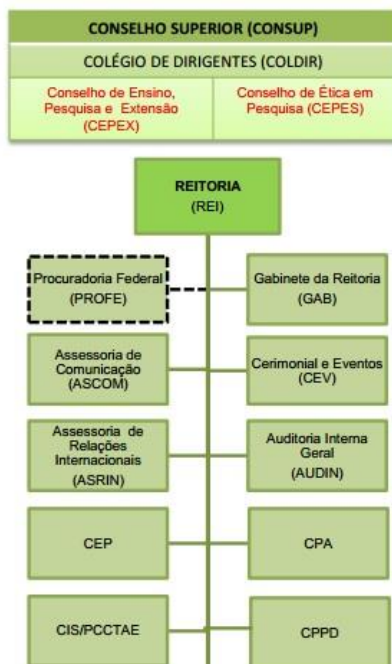 CONSELHO SUPERIOR (CONSUP)
COLÉGIO DE DIRIGENTES (COLDIR)
Conselho de Ensino,
Pesquisa e Extensão
(CEPEX)
Conselho de Ética em
Pesquisa (CEPES)
REITORIA
(REI)
Procuradoria Federal
(PROFE)
Gabinete da Reitoria
(GAB)
Assessoria de
Comunicação
(ASCOM)
Cerimonial e Eventos
(CEV)
Assessoria de
Relações
Internacionais
(ASRIN)
Auditoria Interna
Geral
(AUDIN)
CEP
CPA
CIS/PCCTAE
CPPD